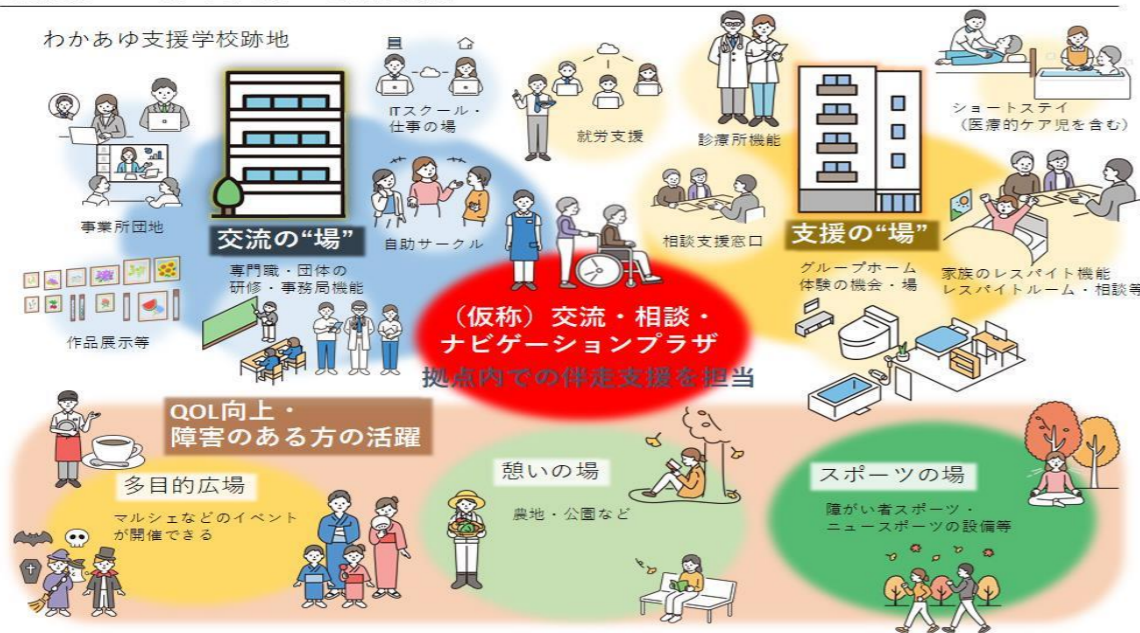 わかあゆ支援学校跡地
事業所団地
作品展示等
交流の“場”
専門職・団体の
研修・事務局機能
ITスクール・
仕事の場
自助サークル
就労支援
診療所機能
相談支援窓口
支援の“場”
ショートステイ
（医療的ケア児を含む）
グループホーム
体験の機会・場
家族のレスパイト機能
レスパイトルーム・相談等
（仮称）交流・相談・
ナビゲーションプラザ
拠点内での伴走支援を担当
QOL向上・
障害のある方の活躍
多目的広場
マルシェなどのイベント
が開催できる
憩いの場
農地・公園など
スポーツの場
障がい者スポーツ・
ニュースポーツの設備等